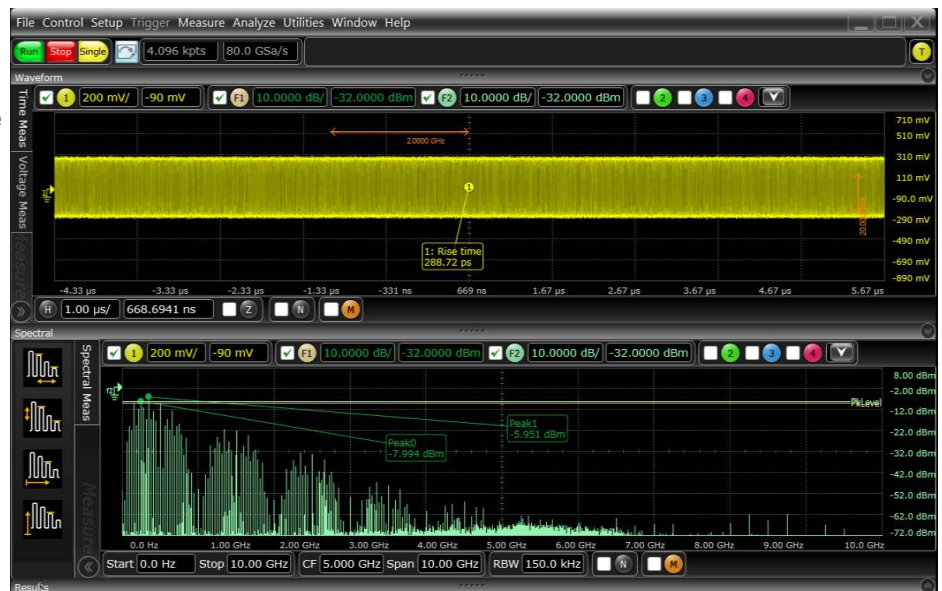 File Control Setup Trigger Measure Analyze Utilities Window Help
Run Stop Single 4.096 kpts 80.0 GSa/s T
Waveform
Time Meas
Voltage Meas
1 200 mV/ -90 mV F1 10.0000 dB/ -32.0000 dBm F2 10.0000 dB/ -32.0000 dBm 2 3 4
710 mV
510 mV
2.0000 GHz
310 mV
110 mV
1
-90.0 mV
-290 mV
-490 mV
1: Rise time
288.72 ps
-690 mV
-890 mV
-4.33 µs -3.33 µs -2.33 µs -1.33 µs -331 ns 669 ns 1.67 µs 2.67 µs 3.67 µs 4.67 µs 5.67 µs
H 1.00 µs/ 668.6941 ns Z N M
Spectral
Spectral Meas
Measure
1 200 mV/ -90 mV F1 10.0000 dB/ -32.0000 dBm F2 10.0000 dB/ -32.0000 dBm 2 3 4
8.00 dBm
-2.00 dBm
PkLevel
-12.0 dBm
Peak1
-5.951 dBm
-22.0 dBm
Peak0
-7.994 dBm
-32.0 dBm
-42.0 dBm
-52.0 dBm
-62.0 dBm
-72.0 dBm
0.0 Hz 1.00 GHz 2.00 GHz 3.00 GHz 4.00 GHz 5.00 GHz 6.00 GHz 7.00 GHz 8.00 GHz 9.00 GHz 10.0 GHz
Start 0.0 Hz Stop 10.00 GHz CF 5.000 GHz Span 10.00 GHz RBW 150.0 kHz N M
Results